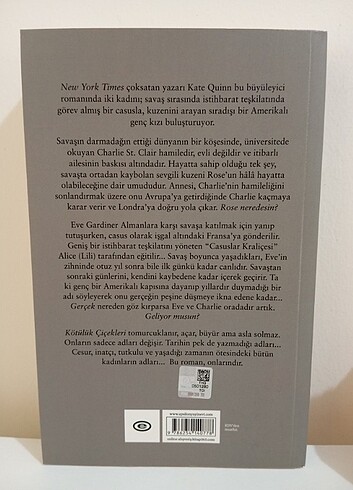 New York Times çoksatan yazarı Kate Quinn bu büyüleyici
romanında iki kadını; savaş sırasında istihbarat teşkilatında
görev almış bir casusla, kuzenini arayan sıradışı bir Amerikalı
genç kızı buluşturuyor.
Savaşın darmadağın ettiği dünyanın bir köşesinde, üniversitede
okuyan Charlie St. Clair hamiledir, evli değildir ve itibarlı
ailesinin baskısı altındadır. Hayatta sahip olduğu tek şey,
savaşta ortadan kaybolan sevgili kuzeni Rose'un hâlâ hayatta
olabileceğine dair umududur. Annesi, Charlie'nin hamileliğini
sonlandırmak üzere onu Avrupa'ya getirdiğinde Charlie kaçmaya
karar verir ve Londra'ya doğru yola çıkar. Rose neredesin?
Eve Gardiner Almanlara karşı savaşa katılmak için yanıp
tutuşurken, casus olarak işgal altındaki Fransa'ya gönderilir.
Geniş bir istihbarat teşkilatını yöneten “Casuslar Kraliçesi”
Alice (Lili) tarafından eğitilir... Savaş boyunca yaşadıkları, Eve'in
zihninde otuz yıl sonra bile ilk günkü kadar canlıdır. Savaştan
sonraki günlerini, kendini kaybedene kadar içerek geçirir. Ta
ki genç bir Amerikalı kapısına dayanıp yıllardır duymadığı bir
adı söyleyerek onu gerçeğin peşine düşmeye ikna edene kadar...
Gerçek nereden göz kırparsa Eve ve Charlie oradadır artık.
Geliyor musun?
Kötülük Çiçekleri tomurcuklanır, açar, büyür ama asla solmaz.
Onların sadece adları değişir. Tarihin pek de yazmadığı adları...
Cesur, inatçı, tutkulu ve yaşadığı zamanın ötesindeki bütün
kadınların adları... Bu roman, onlarındır.